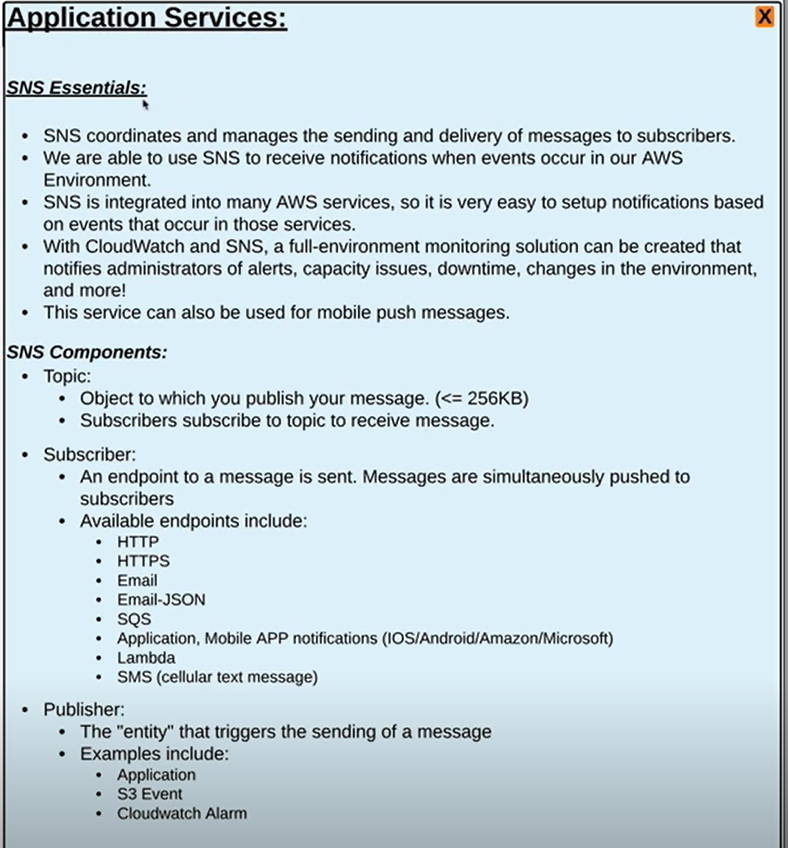 Application Services:
X
SNS Essentials:
• SNS coordinates and manages the sending and delivery of messages to subscribers.
• We are able to use SNS to receive notifications when events occur in our AWS
Environment.
• SNS is integrated into many AWS services, so it is very easy to setup notifications based
on events that occur in those services.
• With CloudWatch and SNS, a full-environment monitoring solution can be created that
notifies administrators of alerts, capacity issues, downtime, changes in the environment,
and more!
• This service can also be used for mobile push messages.
SNS Components:
• Topic:
• Object to which you publish your message. (<= 256KB)
• Subscribers subscribe to topic to receive message.
• Subscriber:
• An endpoint to a message is sent. Messages are simultaneously pushed to
subscribers
• Available endpoints include:
• HTTP
• HTTPS
• Email
• Email-JSON
• SQS
• Application, Mobile APP notifications (IOS/Android/Amazon/Microsoft)
• Lambda
• SMS (cellular text message)
• Publisher:
• The "entity" that triggers the sending of a message
• Examples include:
• Application
• S3 Event
• Cloudwatch Alarm